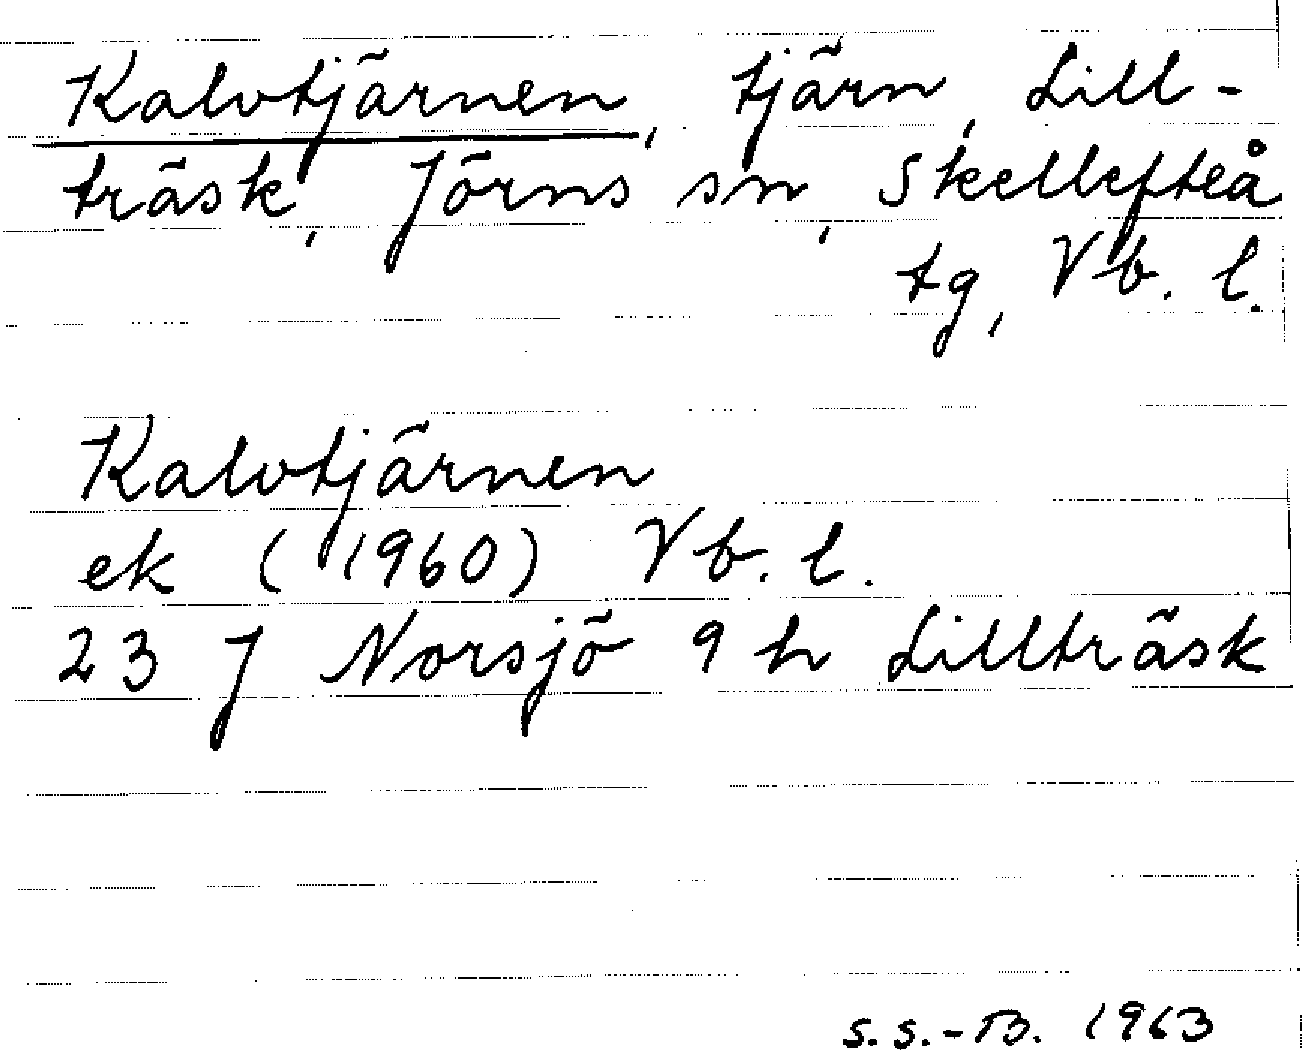 Kalvtjärnen, tjärn, Lill-
träsk, Jörns sn, Skellefteå
tg, Vb. l.
Kalvtjärnen
ek (1960) Vb. l.
23 J Norsjö 9 h Lillträsk
S. S.-B. 1963